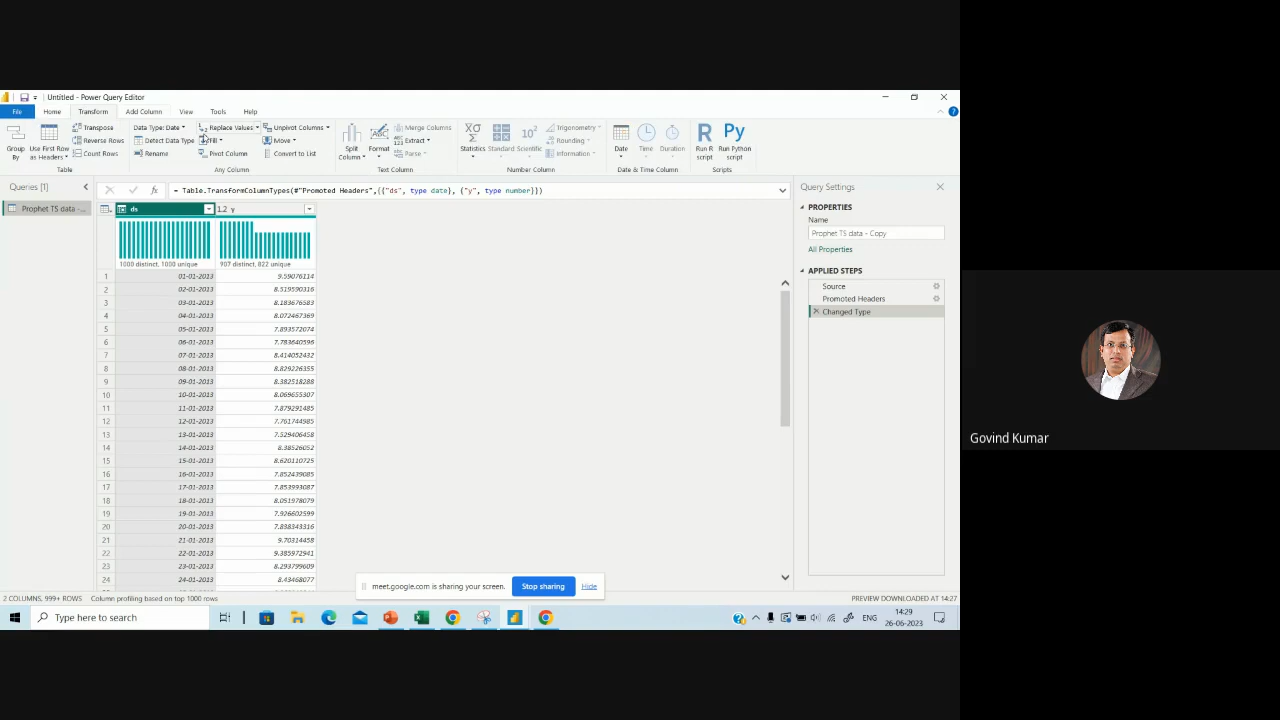 Untitled - Power Query Editor
File Home Transform Add Column View Tools Help
Group By
Use First Row as Headers
Transpose
Reverse Rows
Count Rows
Table
Data Type: Date
Detect Data Type
Rename
Replace Values
Fill
Pivot Column
Unpivot Columns
Move
Convert to List
Any Column
Split Column
Format
Merge Columns
Extract
Parse
Text Column
Statistics
Standard
Scientific
Trigonometry
Rounding
Information
Number Column
Date
Time
Duration
Date & Time Column
Run R script
Run Python script
Scripts
Queries [1]
Prophet TS data -...
= Table.TransformColumnTypes(#"Promoted Headers",{{"ds", type date}, {"y", type number}})
ds 1.2 y
1000 distinct, 1000 unique 907 distinct, 822 unique
1 01-01-2013 9.59076114
2 02-01-2013 8.519590316
3 03-01-2013 8.183676583
4 04-01-2013 8.072467369
5 05-01-2013 7.893572074
6 06-01-2013 7.783640596
7 07-01-2013 8.414052432
8 08-01-2013 8.829226355
9 09-01-2013 8.382518288
10 10-01-2013 8.069655307
11 11-01-2013 7.879291485
12 12-01-2013 7.761744985
13 13-01-2013 7.529406458
14 14-01-2013 8.38526052
15 15-01-2013 8.620110725
16 16-01-2013 7.852439085
17 17-01-2013 7.853993087
18 18-01-2013 8.051978079
19 19-01-2013 7.926602599
20 20-01-2013 7.838343316
21 21-01-2013 9.70314458
22 22-01-2013 9.385972941
23 23-01-2013 8.293799609
24 24-01-2013 8.43468077
Query Settings
PROPERTIES
Name
Prophet TS data - Copy
All Properties
APPLIED STEPS
Source
Promoted Headers
Changed Type
meet.google.com is sharing your screen. Stop sharing Hide
2 COLUMNS, 999+ ROWS Column profiling based on top 1000 rows PREVIEW DOWNLOADED AT 14:27
Type here to search
ENG
14:29
26-06-2023
Govind Kumar